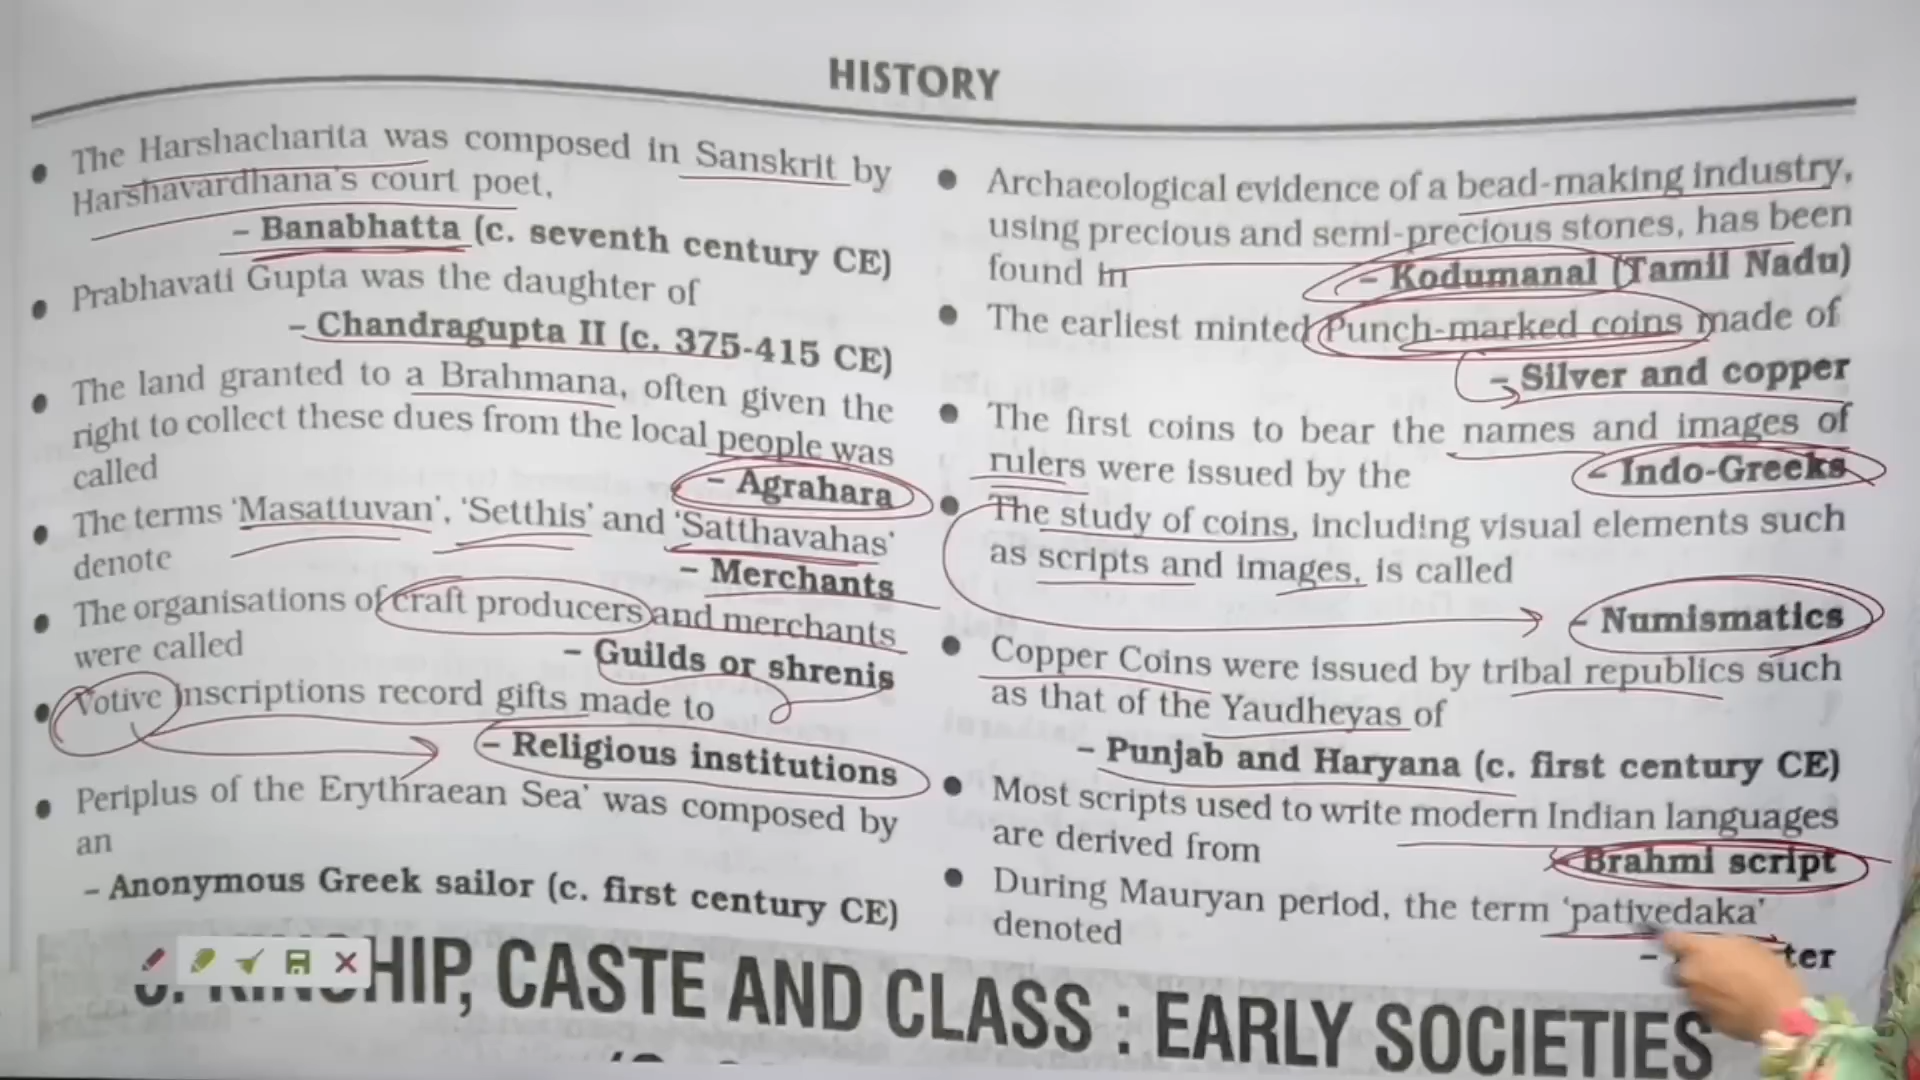 HISTORY
• The Harshacharita was composed in Sanskrit by
Harshavardhana's court poet,
– Banabhatta (c. seventh century CE)
• Prabhavati Gupta was the daughter of
– Chandragupta II (c. 375-415 CE)
• The land granted to a Brahmana, often given the
right to collect these dues from the local people was
called
– Agrahara
• The terms 'Masattuvan', 'Setthis' and 'Satthavahas'
denote
– Merchants
• The organisations of craft producers and merchants
were called
– Guilds or shrenis
• Votive inscriptions record gifts made to
– Religious institutions
• Periplus of the Erythraean Sea' was composed by
an
– Anonymous Greek sailor (c. first century CE)
• Archaeological evidence of a bead-making industry,
using precious and semi-precious stones, has been
found in
– Kodumanal (Tamil Nadu)
• The earliest minted Punch-marked coins made of
– Silver and copper
• The first coins to bear the names and images of
rulers were issued by the
– Indo-Greeks
• The study of coins, including visual elements such
as scripts and images, is called
– Numismatics
• Copper Coins were issued by tribal republics such
as that of the Yaudheyas of
– Punjab and Haryana (c. first century CE)
• Most scripts used to write modern Indian languages
are derived from
Brahmi script
• During Mauryan period, the term 'pativedaka'
denoted
– ter
CASTE AND CLASS : EARLY SOCIETIES